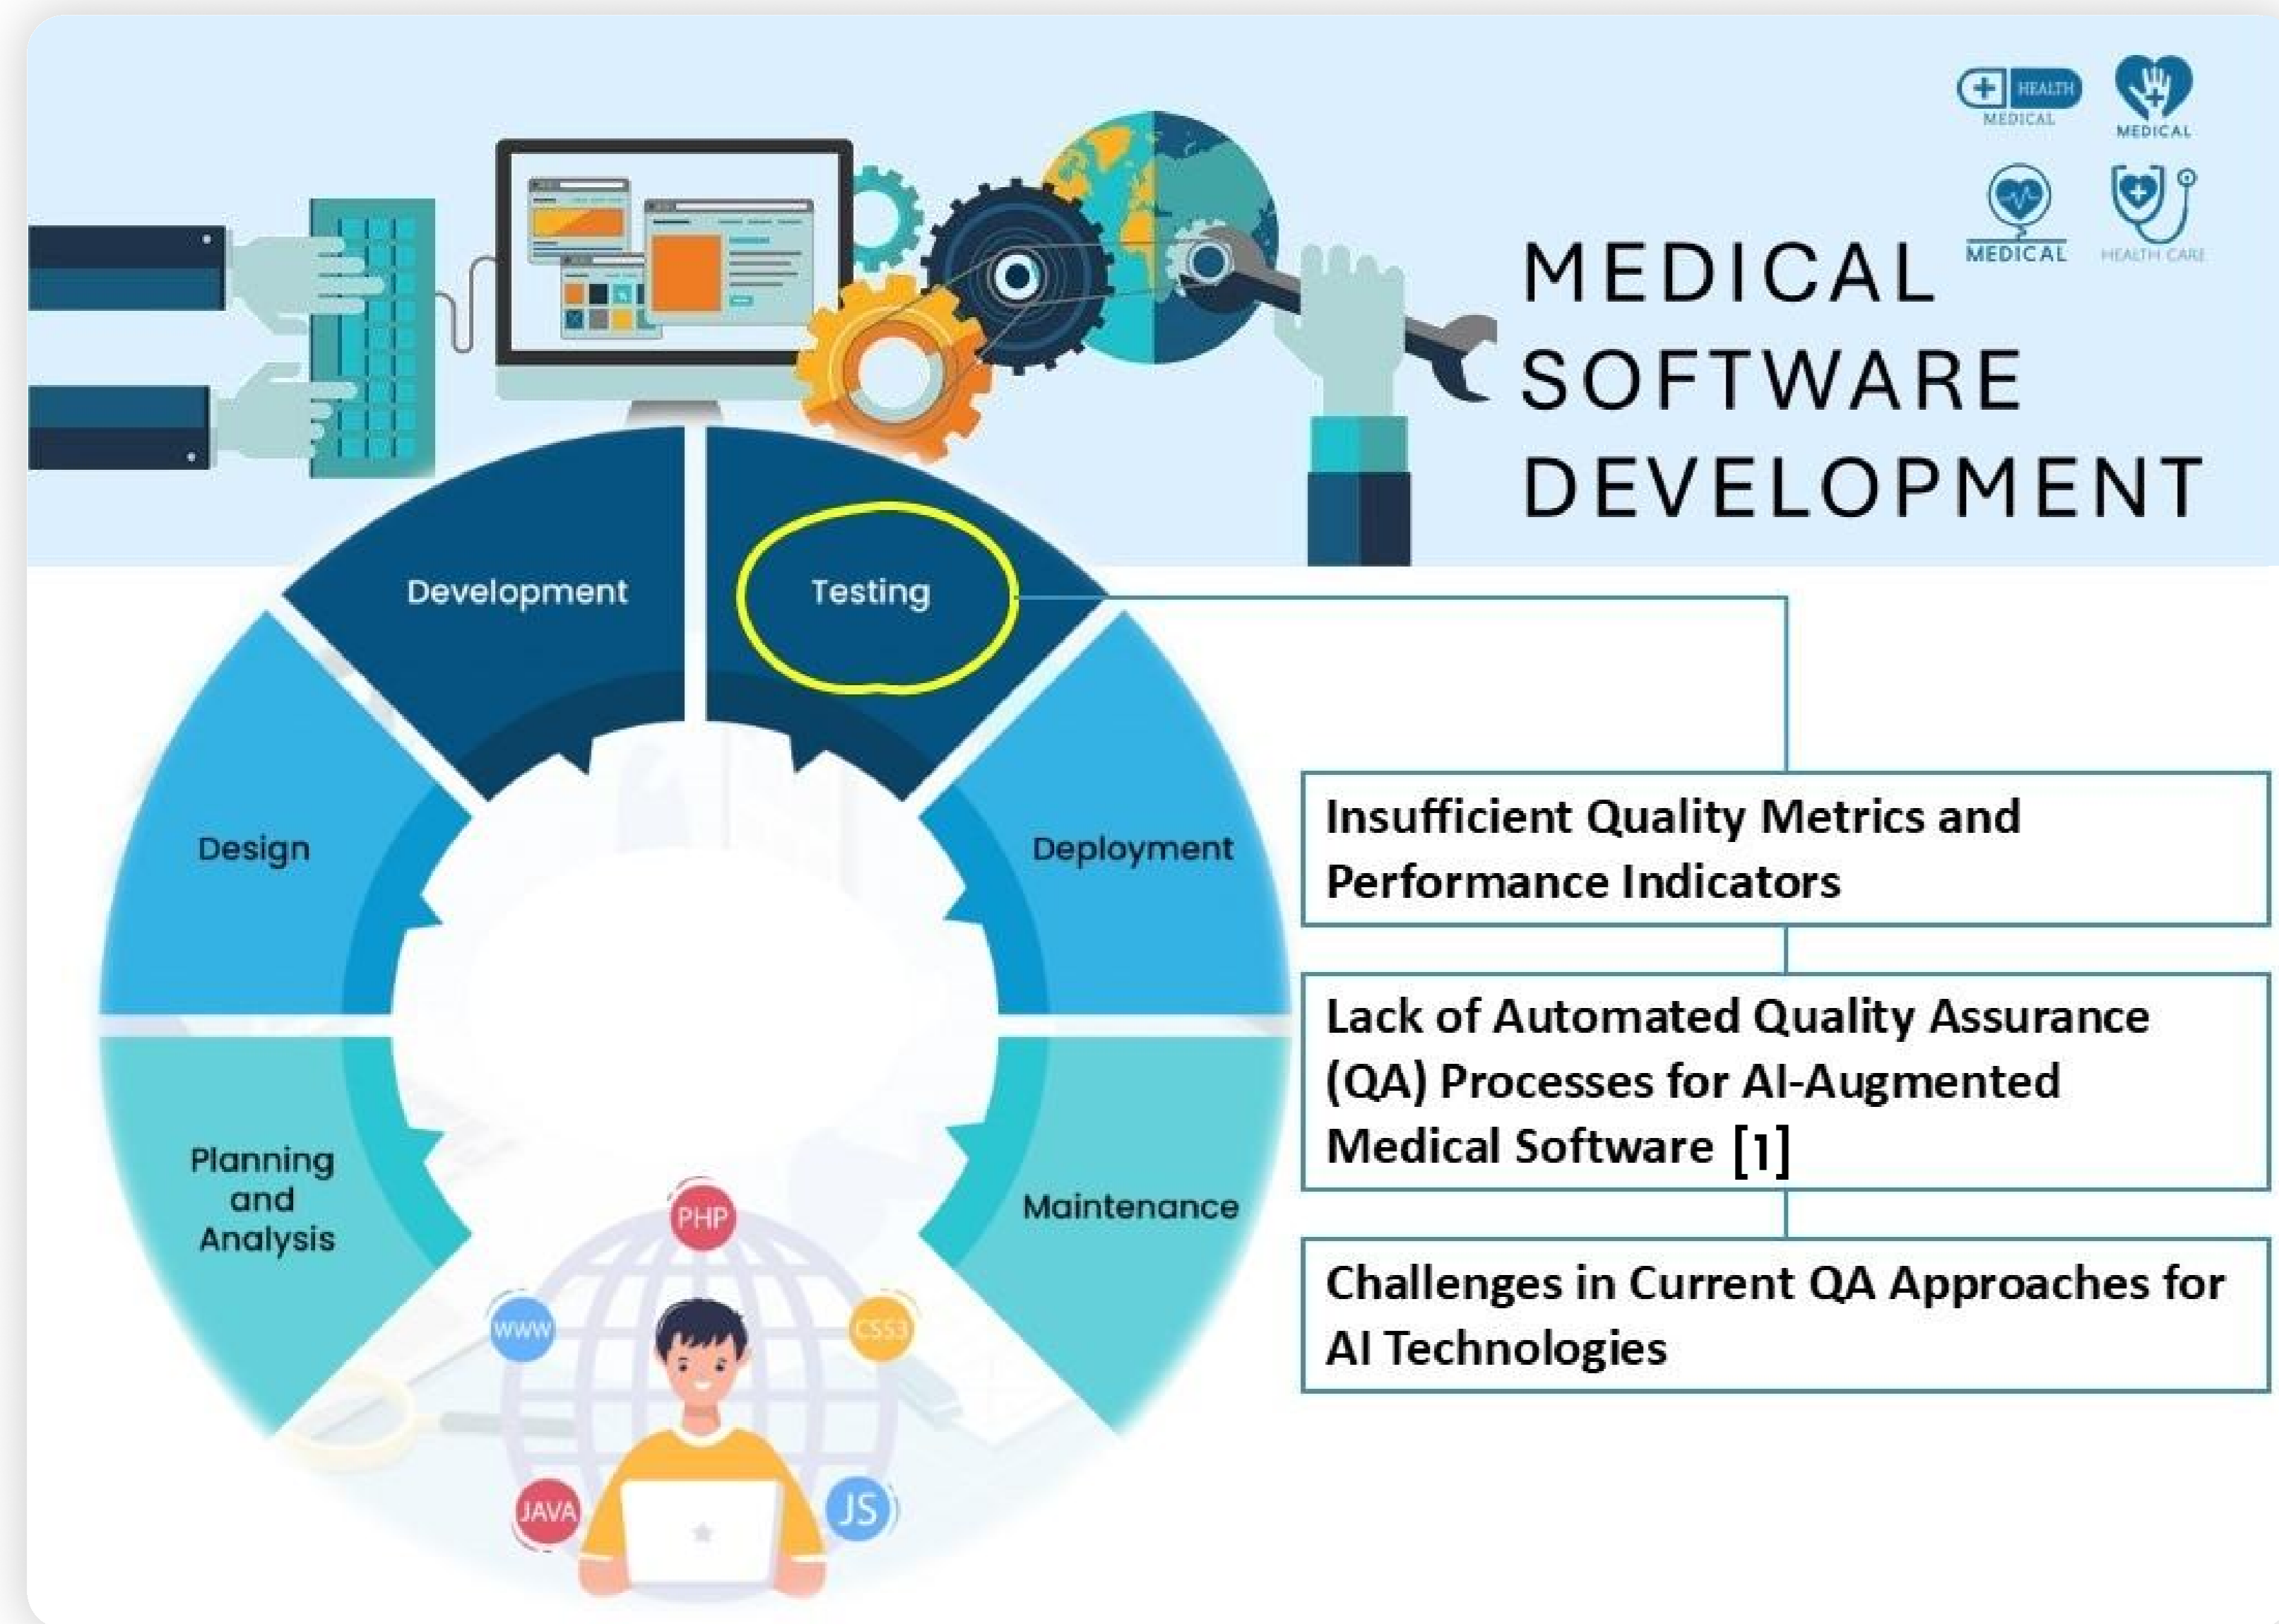 HEALTH
MEDICAL
MEDICAL
MEDICAL
HEALTH CARE
MEDICAL
SOFTWARE
DEVELOPMENT
Development
Testing
Design
Deployment
Planning
and
Analysis
Maintenance
Insufficient Quality Metrics and
Performance Indicators
Lack of Automated Quality Assurance
(QA) Processes for AI-Augmented
Medical Software [1]
Challenges in Current QA Approaches for
AI Technologies
PHP
WWW
CSS3
JAVA
JS